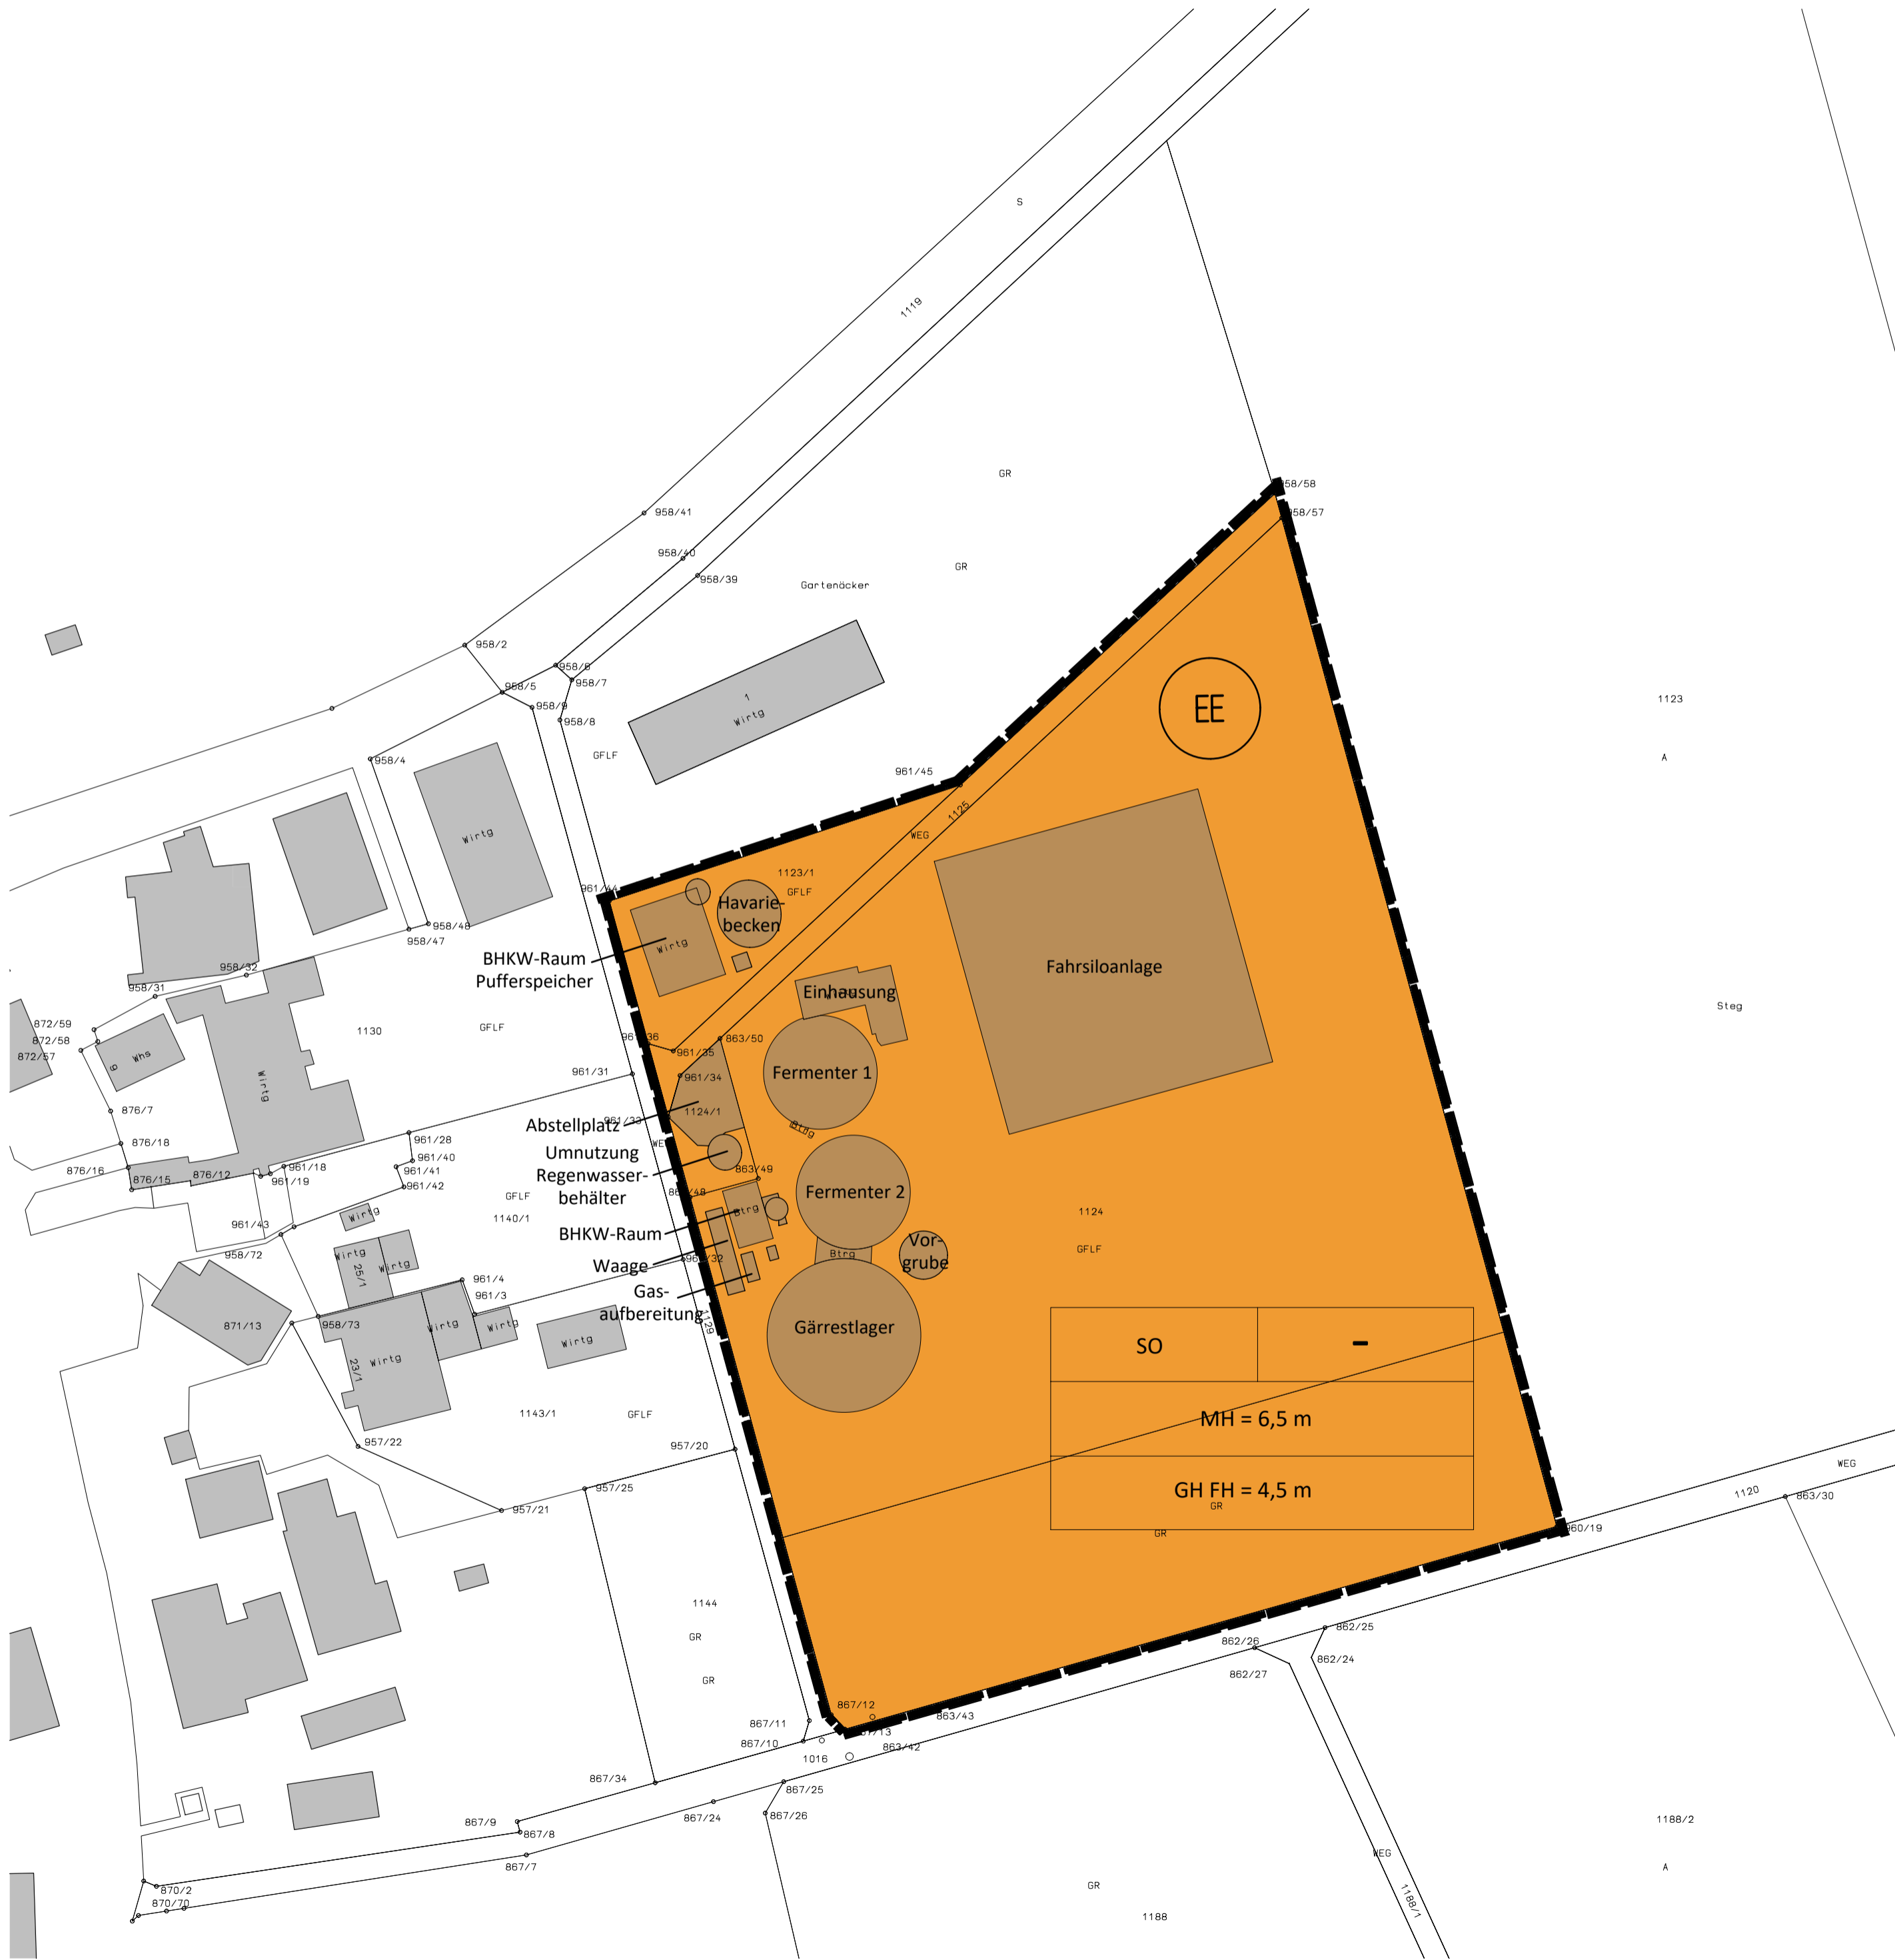 S
1119
GR
958/58
958/57
958/41
958/40
GR
958/39
Gartenäcker
958/2
958/6
958/7
958/5
958/9
958/8
1
Wirtg
EE
1123
GFLF
958/4
A
961/45
1125
WEG
Wirtg
1123/1
GFLF
961/44
Havarie-
becken
958/48
958/47
Wirtg
BHKW-Raum
Pufferspeicher
Fahrsiloanlage
958/32
958/31
Einhausung
Steg
872/59
872/58
872/57
1130
GFLF
863/50
961/35
Whs
9
Wirtg
961/31
961/34
Fermenter 1
876/7
1124/1
961/33
Abstellplatz
Btrg
961/28
876/18
Umnutzung
Regenwasser-
behälter
961/40
961/18
961/41
876/16
876/12
961/19
863/49
876/15
961/42
Fermenter 2
GFLF
1140/1
Wirtg
Btrg
1124
961/43
BHKW-Raum
Vor-
grube
GFLF
958/72
Wirtg
25/1
Wirtg
Btrg
Waage
961/4
Gas-
aufbereitung
961/3
1129
871/13
958/73
Wirtg
Wirtg
Gärrestlager
Wirtg
23/1
Wirtg
SO
–
1143/1
GFLF
MH = 6,5 m
957/22
957/20
WEG
GH FH = 4,5 m
957/25
1120
863/30
957/21
GR
GR
960/19
1144
GR
862/25
862/26
862/24
862/27
GR
867/12
867/11
863/43
867/10
863/42
1016
867/34
867/25
867/24
867/26
867/9
867/8
1188/2
867/7
WEG
A
870/2
GR
870/70
1188/1
1188